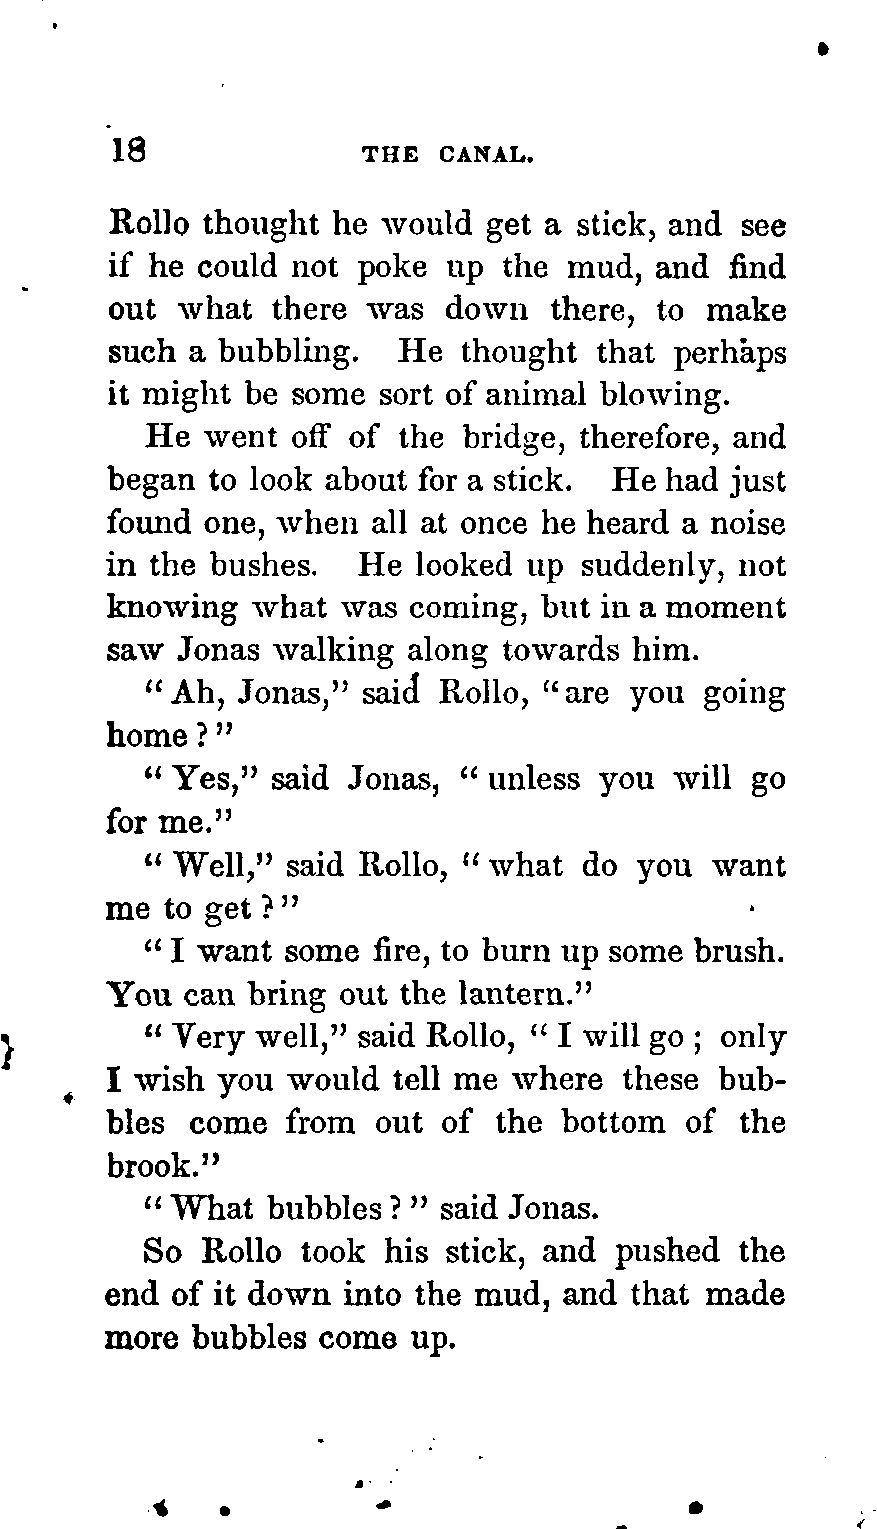 18 THE CANAL.
Rollo thought he would get a stick, and see
if he could not poke up the mud, and find
out what there was down there, to make
such a bubbling. He thought that perhaps
it might be some sort of animal blowing.
He went off of the bridge, therefore, and
began to look about for a stick. He had just
found one, when all at once he heard a noise
in the bushes. He looked up suddenly, not
knowing what was coming, but in a moment
saw Jonas walking along towards him.
“Ah, Jonas,” said Rollo, “are you going
home?”
“Yes,” said Jonas, “unless you will go
for me.”
“Well,” said Rollo, “what do you want
me to get?”
“I want some fire, to burn up some brush.
You can bring out the lantern.”
“Very well,” said Rollo, “I will go; only
I wish you would tell me where these bub-
bles come from out of the bottom of the
brook.”
“What bubbles?” said Jonas.
So Rollo took his stick, and pushed the
end of it down into the mud, and that made
more bubbles come up.